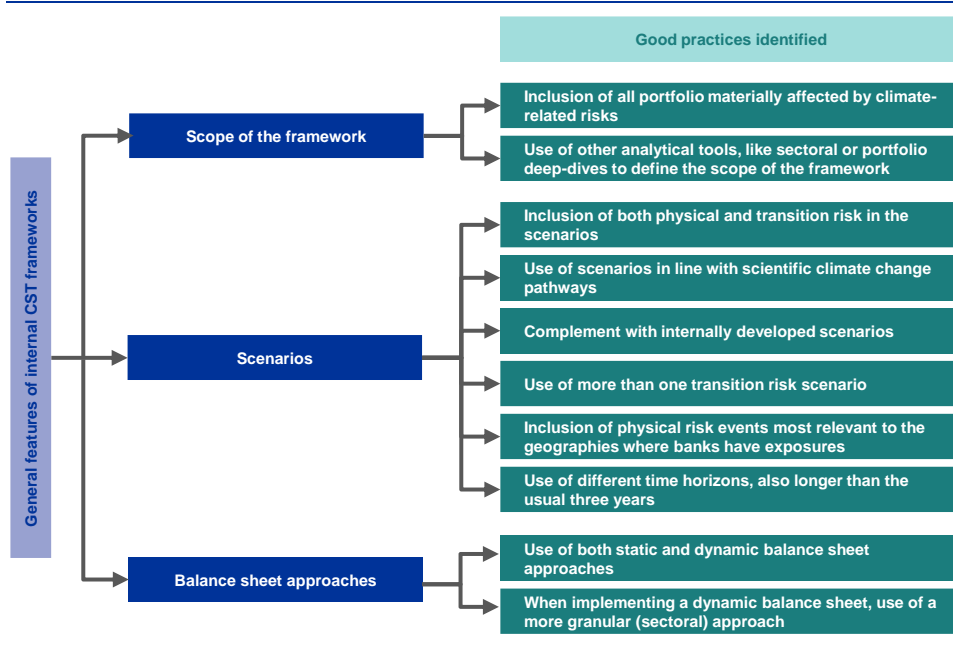 Good practices identified
General features of internal CST frameworks
Scope of the framework
Inclusion of all portfolio materially affected by climate-
related risks
Use of other analytical tools, like sectoral or portfolio
deep-dives to define the scope of the framework
Scenarios
Inclusion of both physical and transition risk in the
scenarios
Use of scenarios in line with scientific climate change
pathways
Complement with internally developed scenarios
Use of more than one transition risk scenario
Inclusion of physical risk events most relevant to the
geographies where banks have exposures
Use of different time horizons, also longer than the
usual three years
Balance sheet approaches
Use of both static and dynamic balance sheet
approaches
When implementing a dynamic balance sheet, use of a
more granular (sectoral) approach